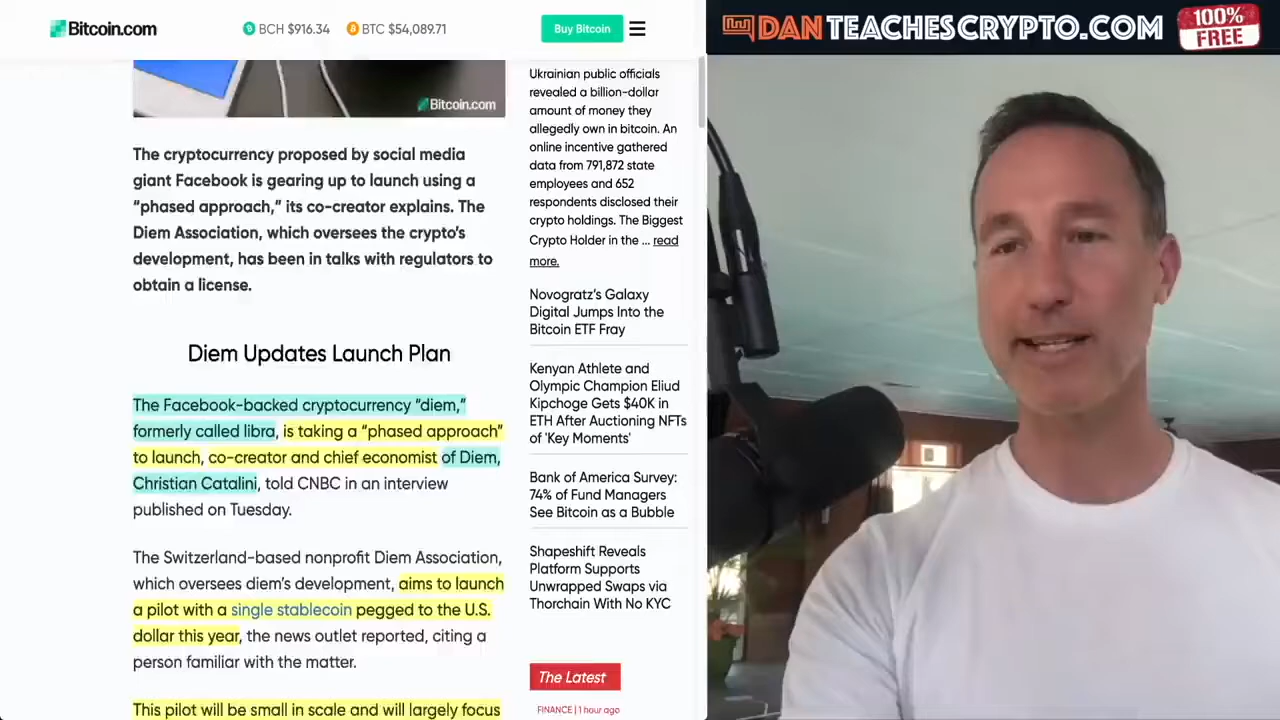 Bitcoin.com
BCH $916.34
BTC $54,089.71
Buy Bitcoin
Bitcoin.com
The cryptocurrency proposed by social media
giant Facebook is gearing up to launch using a
“phased approach,” its co-creator explains. The
Diem Association, which oversees the crypto’s
development, has been in talks with regulators to
obtain a license.
Diem Updates Launch Plan
The Facebook-backed cryptocurrency “diem,”
formerly called libra, is taking a “phased approach”
to launch, co-creator and chief economist of Diem,
Christian Catalini, told CNBC in an interview
published on Tuesday.
The Switzerland-based nonprofit Diem Association,
which oversees diem’s development, aims to launch
a pilot with a single stablecoin pegged to the U.S.
dollar this year, the news outlet reported, citing a
person familiar with the matter.
This pilot will be small in scale and will largely focus
Ukrainian public officials
revealed a billion-dollar
amount of money they
allegedly own in bitcoin. An
online incentive gathered
data from 791,872 state
employees and 652
respondents disclosed their
crypto holdings. The Biggest
Crypto Holder in the ... read
more.
Novogratz’s Galaxy
Digital Jumps Into the
Bitcoin ETF Fray
Kenyan Athlete and
Olympic Champion Eliud
Kipchoge Gets $40K in
ETH After Auctioning NFTs
of 'Key Moments'
Bank of America Survey:
74% of Fund Managers
See Bitcoin as a Bubble
Shapeshift Reveals
Platform Supports
Unwrapped Swaps via
Thorchain With No KYC
The Latest
FINANCE | 1 hour ago
DANTEACHESCRYPTO.COM
100%
FREE